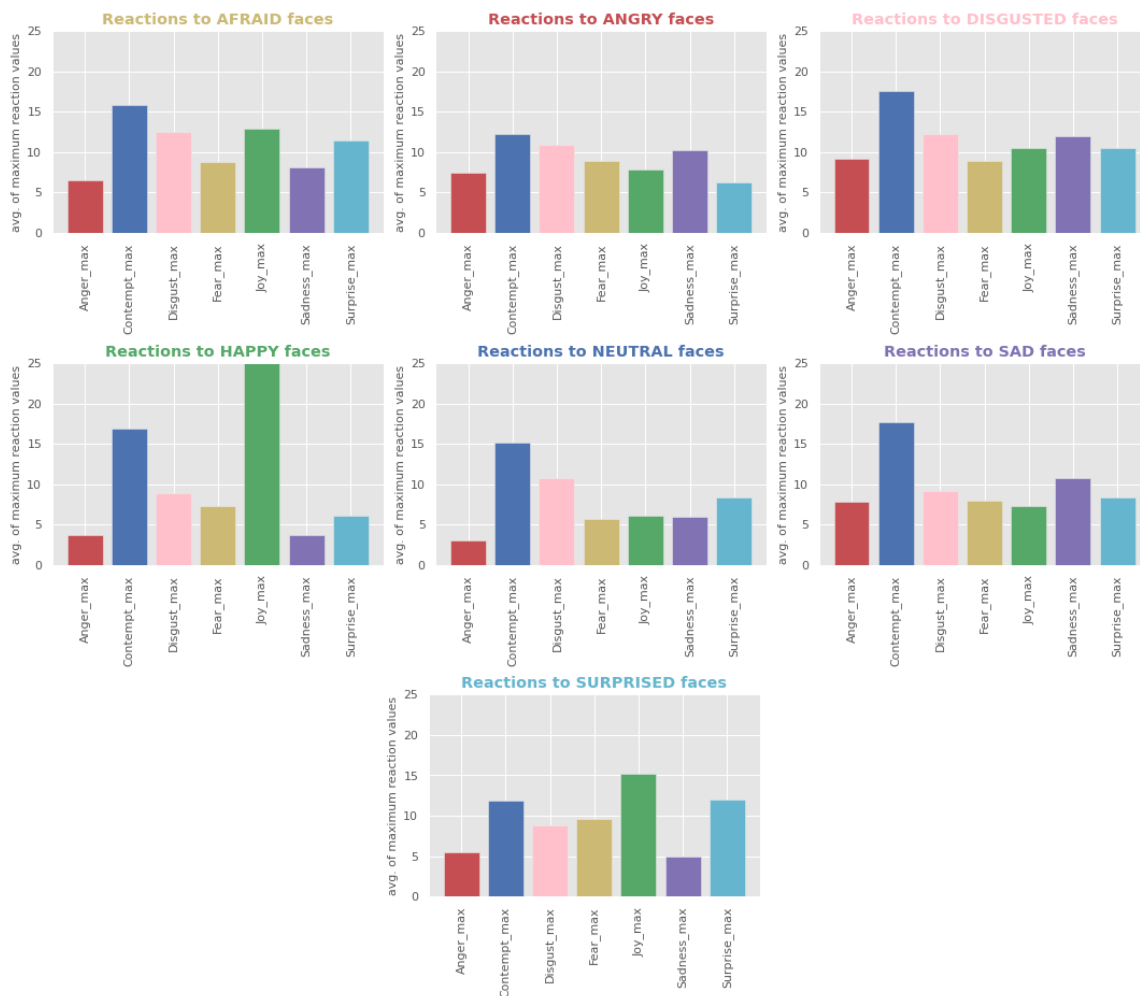 Reactions to AFRAID faces
avg. of maximum reaction values
25
20
15
10
5
0
Anger_max
Contempt_max
Disgust_max
Fear_max
Joy_max
Sadness_max
Surprise_max
Reactions to ANGRY faces
avg. of maximum reaction values
25
20
15
10
5
0
Anger_max
Contempt_max
Disgust_max
Fear_max
Joy_max
Sadness_max
Surprise_max
Reactions to DISGUSTED faces
avg. of maximum reaction values
25
20
15
10
5
0
Anger_max
Contempt_max
Disgust_max
Fear_max
Joy_max
Sadness_max
Surprise_max
Reactions to HAPPY faces
avg. of maximum reaction values
25
20
15
10
5
0
Anger_max
Contempt_max
Disgust_max
Fear_max
Joy_max
Sadness_max
Surprise_max
Reactions to NEUTRAL faces
avg. of maximum reaction values
25
20
15
10
5
0
Anger_max
Contempt_max
Disgust_max
Fear_max
Joy_max
Sadness_max
Surprise_max
Reactions to SAD faces
avg. of maximum reaction values
25
20
15
10
5
0
Anger_max
Contempt_max
Disgust_max
Fear_max
Joy_max
Sadness_max
Surprise_max
Reactions to SURPRISED faces
avg. of maximum reaction values
25
20
15
10
5
0
Anger_max
Contempt_max
Disgust_max
Fear_max
Joy_max
Sadness_max
Surprise_max